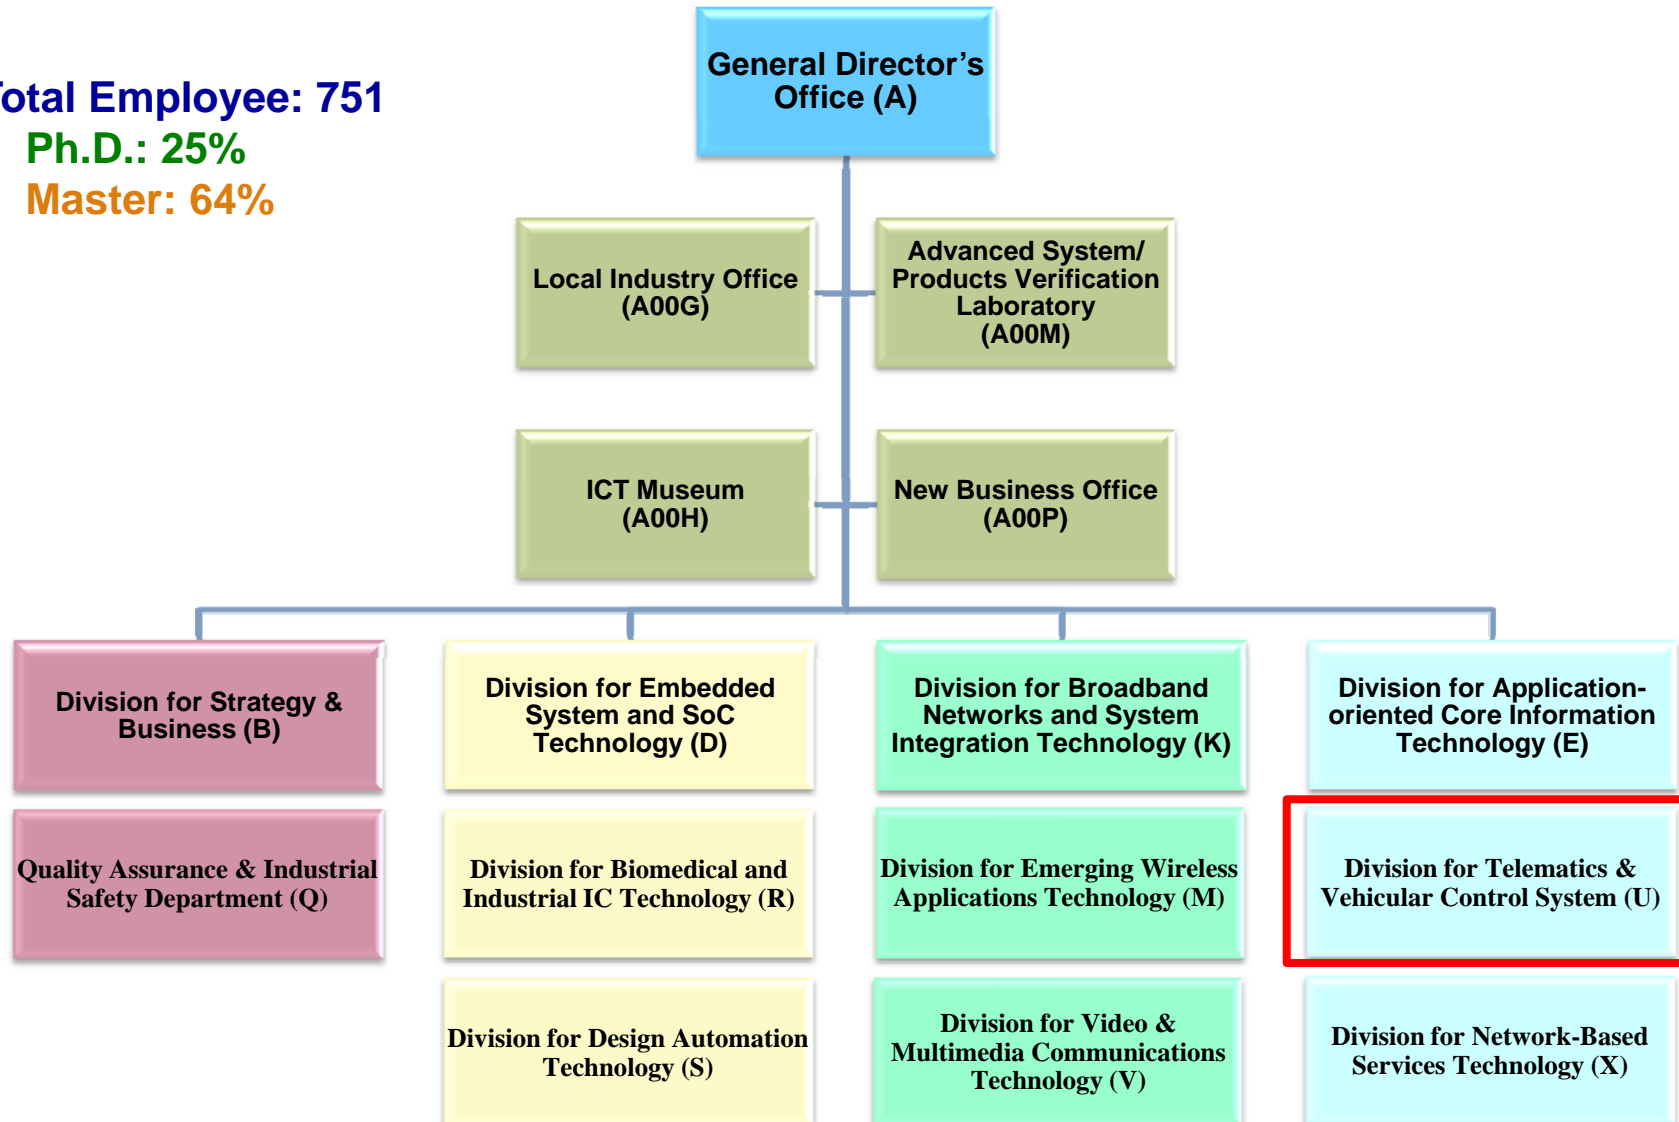 General Director's
Office (A)
otal Employee: 751
Ph.D.: 25%
Master: 64%
Local Industry Office
(A00G)
Advanced System/
Products Verification
Laboratory
(A00M)
ICT Museum
(A00H)
New Business Office
(A00P)
Division for Strategy &
Business (B)
Division for Embedded
System and SoC
Technology (D)
Division for Broadband
Networks and System
Integration Technology (K)
Division for Application-
oriented Core Information
Technology (E)
Quality Assurance & Industrial
Safety Department (Q)
Division for Biomedical and
Industrial IC Technology (R)
Division for Emerging Wireless
Applications Technology (M)
Division for Telematics &
Vehicular Control System (U)
Division for Design Automation
Technology (S)
Division for Video &
Multimedia Communications
Technology (V)
Division for Network-Based
Services Technology (X)